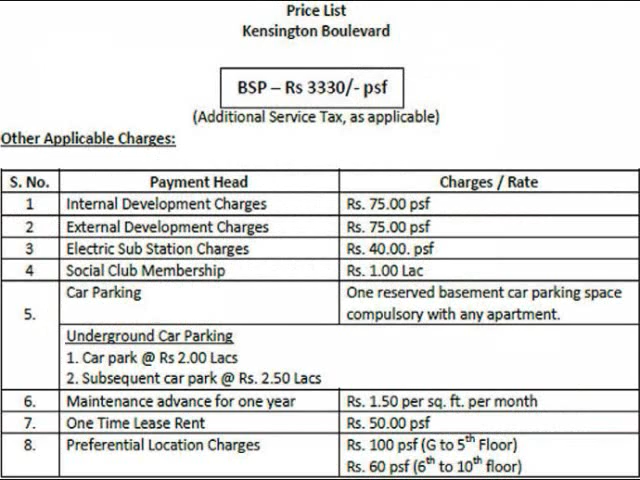 Price List
Kensington Boulevard
BSP – Rs 3330/- psf
(Additional Service Tax, as applicable)
Other Applicable Charges:
S. No. Payment Head Charges / Rate
1 Internal Development Charges Rs. 75.00 psf
2 External Development Charges Rs. 75.00 psf
3 Electric Sub Station Charges Rs. 40.00. psf
4 Social Club Membership Rs. 1.00 Lac
5. Car Parking One reserved basement car parking space
compulsory with any apartment.
Underground Car Parking
1. Car park @ Rs 2.00 Lacs
2. Subsequent car park @ Rs. 2.50 Lacs
6. Maintenance advance for one year Rs. 1.50 per sq. ft. per month
7. One Time Lease Rent Rs. 50.00 psf
8. Preferential Location Charges Rs. 100 psf (G to 5th Floor)
Rs. 60 psf (6th to 10th floor)